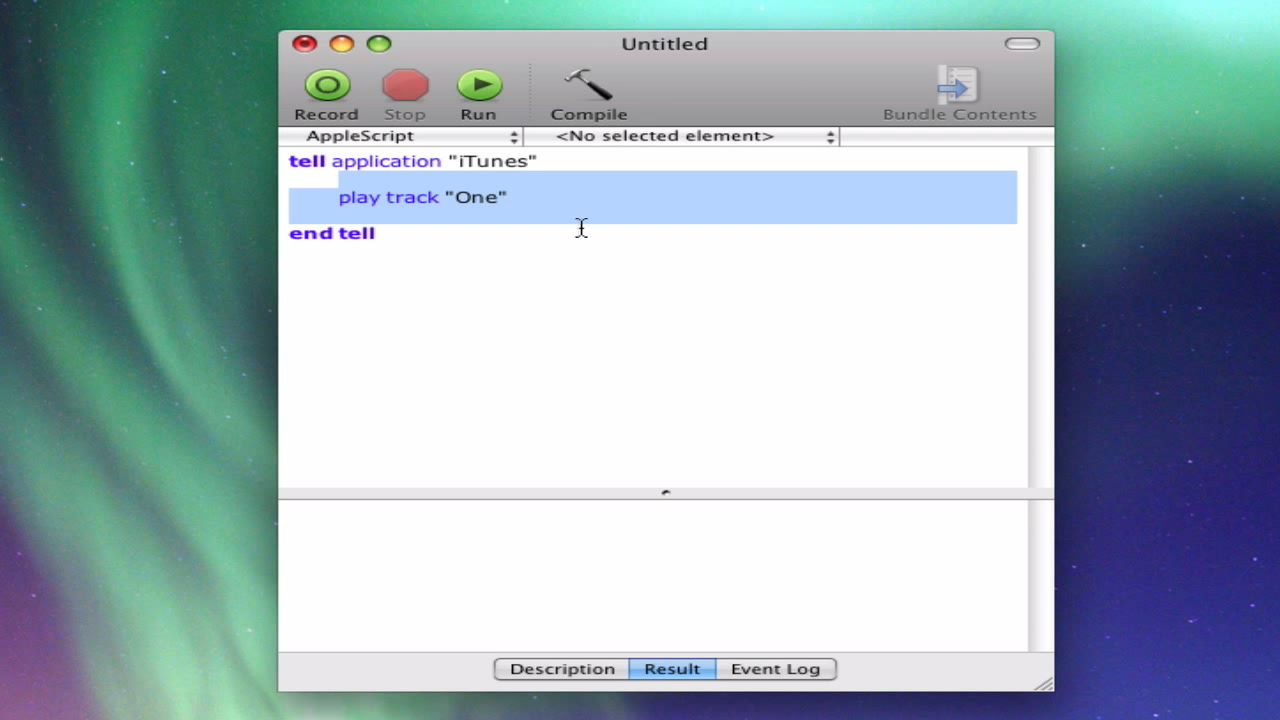 Untitled
Record Stop Run Compile Bundle Contents
AppleScript <No selected element>
tell application "iTunes"
play track "One"
end tell
Description Result Event Log